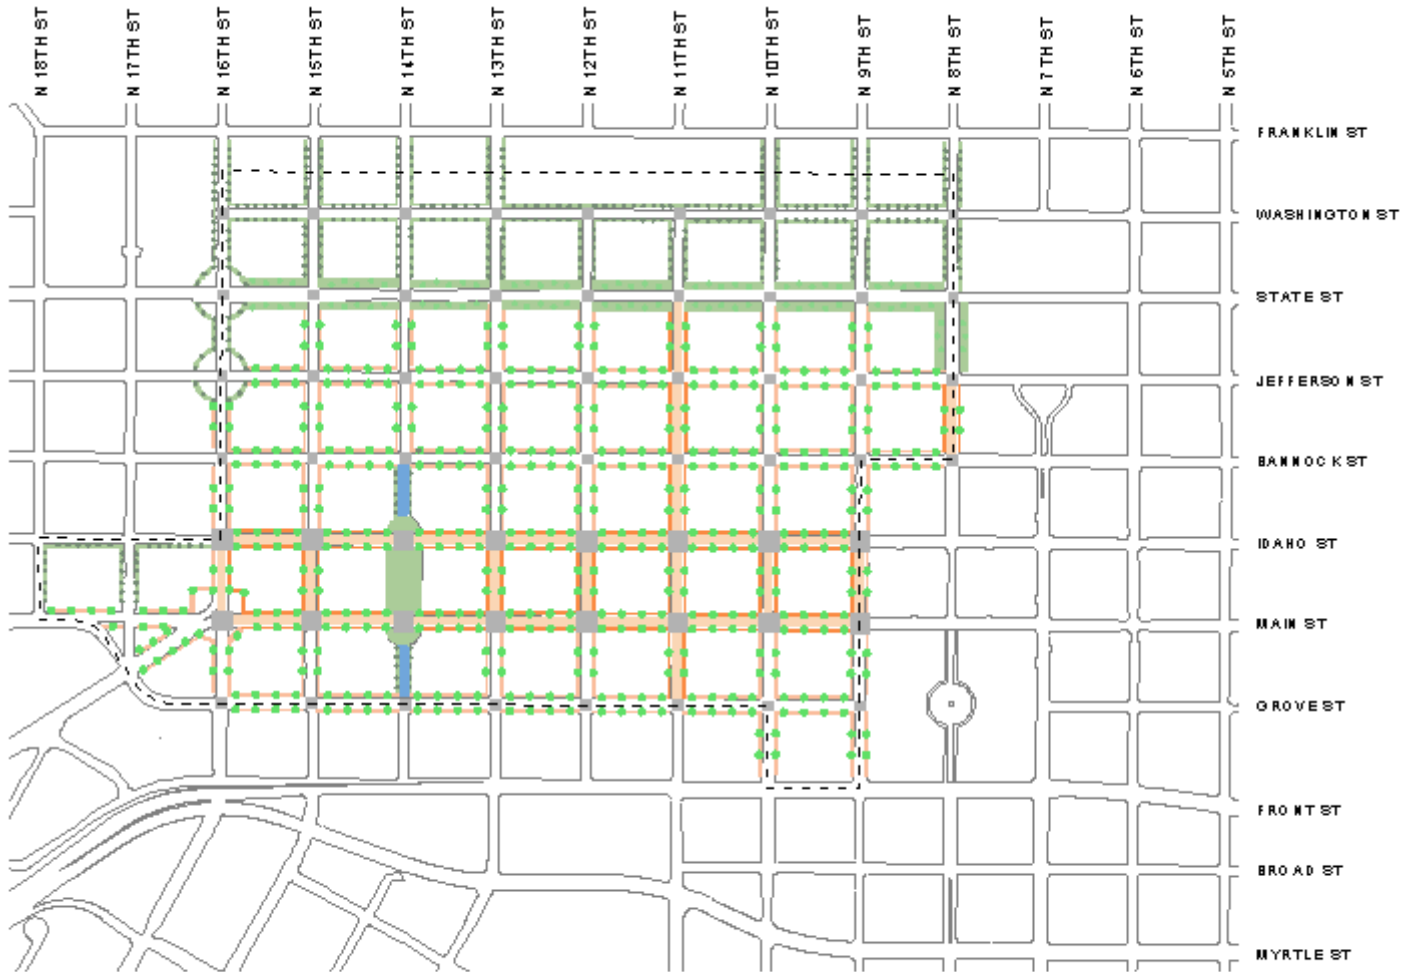 N 18TH ST
N 17TH ST
N 16TH ST
N 15TH ST
N 14TH ST
N 13TH ST
N 12TH ST
N 11TH ST
N 10TH ST
N 9TH ST
N 8TH ST
N 7TH ST
N 6TH ST
N 5TH ST
FRANKLIN ST
WASHINGTON ST
STATE ST
JEFFERSON ST
BANNOCK ST
IDAHO ST
MAIN ST
GROVE ST
FRONT ST
BROAD ST
MYRTLE ST